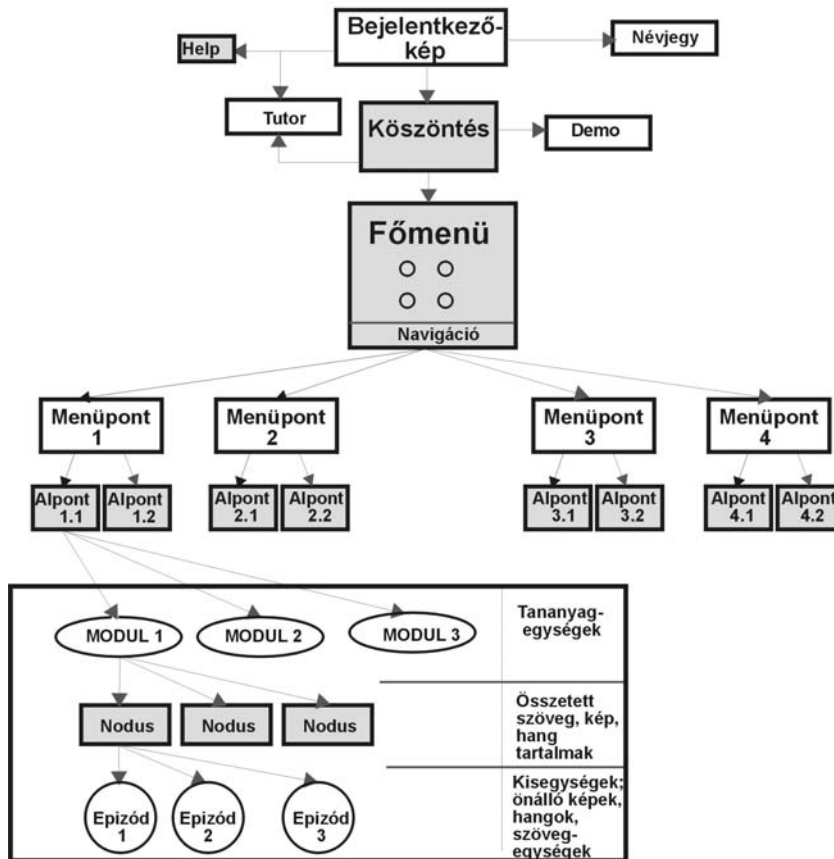 Bejelentkező-
kép
Help
Névjegy
Tutor
Köszöntés
Demo
Főmenü
Navigáció
Menüpont
1
Menüpont
2
Menüpont
3
Menüpont
4
Alpont
1.1
Alpont
1.2
Alpont
2.1
Alpont
2.2
Alpont
3.1
Alpont
3.2
Alpont
4.1
Alpont
4.2
MODUL 1
MODUL 2
MODUL 3
Tananyag-
egységek
Nodus
Nodus
Nodus
Összetett
szöveg, kép,
hang
tartalmak
Epizód
1
Epizód
2
Epizód
3
Kisegységek;
önálló képek,
hangok,
szöveg-
egységek